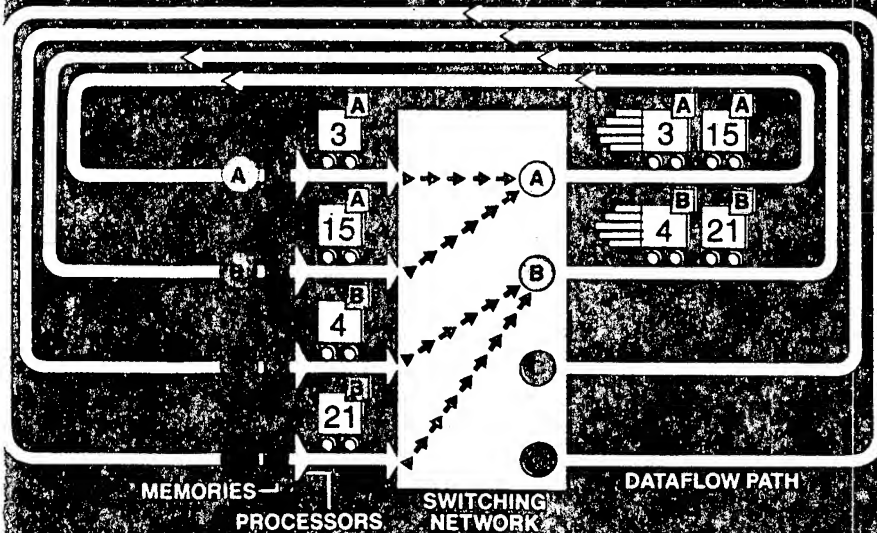 A A A
3 3 15
A A
A B B
15 4 21
B B
B
4
B
21
MEMORIES
DATAFLOW PATH
PROCESSORS
SWITCHING
NETWORK